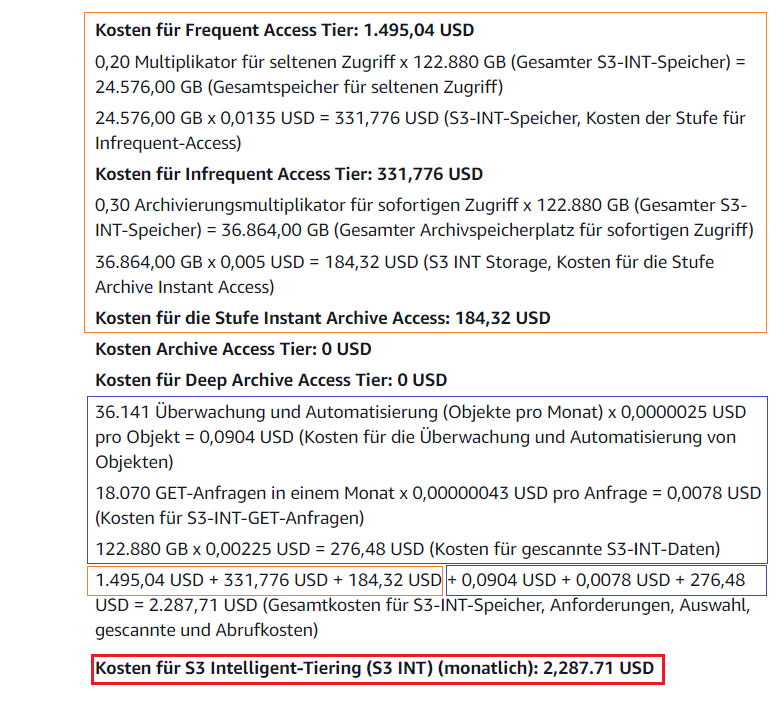 Kosten für Frequent Access Tier: 1.495,04 USD
0,20 Multiplikator für seltenen Zugriff x 122.880 GB (Gesamter S3-INT-Speicher) =
24.576,00 GB (Gesamtspeicher für seltenen Zugriff)
24.576,00 GB x 0,0135 USD = 331,776 USD (S3-INT-Speicher, Kosten der Stufe für
Infrequent-Access)
Kosten für Infrequent Access Tier: 331,776 USD
0,30 Archivierungsmultiplikator für sofortigen Zugriff x 122.880 GB (Gesamter S3-
INT-Speicher) = 36.864,00 GB (Gesamter Archivspeicherplatz für sofortigen Zugriff)
36.864,00 GB x 0,005 USD = 184,32 USD (S3 INT Storage, Kosten für die Stufe
Archive Instant Access)
Kosten für die Stufe Instant Archive Access: 184,32 USD
Kosten Archive Access Tier: 0 USD
Kosten für Deep Archive Access Tier: 0 USD
36.141 Überwachung und Automatisierung (Objekte pro Monat) x 0,0000025 USD
pro Objekt = 0,0904 USD (Kosten für die Überwachung und Automatisierung von
Objekten)
18.070 GET-Anfragen in einem Monat x 0,00000043 USD pro Anfrage = 0,0078 USD
(Kosten für S3-INT-GET-Anfragen)
122.880 GB x 0,00225 USD = 276,48 USD (Kosten für gescannte S3-INT-Daten)
1.495,04 USD + 331,776 USD + 184,32 USD + 0,0904 USD + 0,0078 USD + 276,48
USD = 2.287,71 USD (Gesamtkosten für S3-INT-Speicher, Anforderungen, Auswahl,
gescannte und Abrufkosten)
Kosten für S3 Intelligent-Tiering (S3 INT) (monatlich): 2,287.71 USD